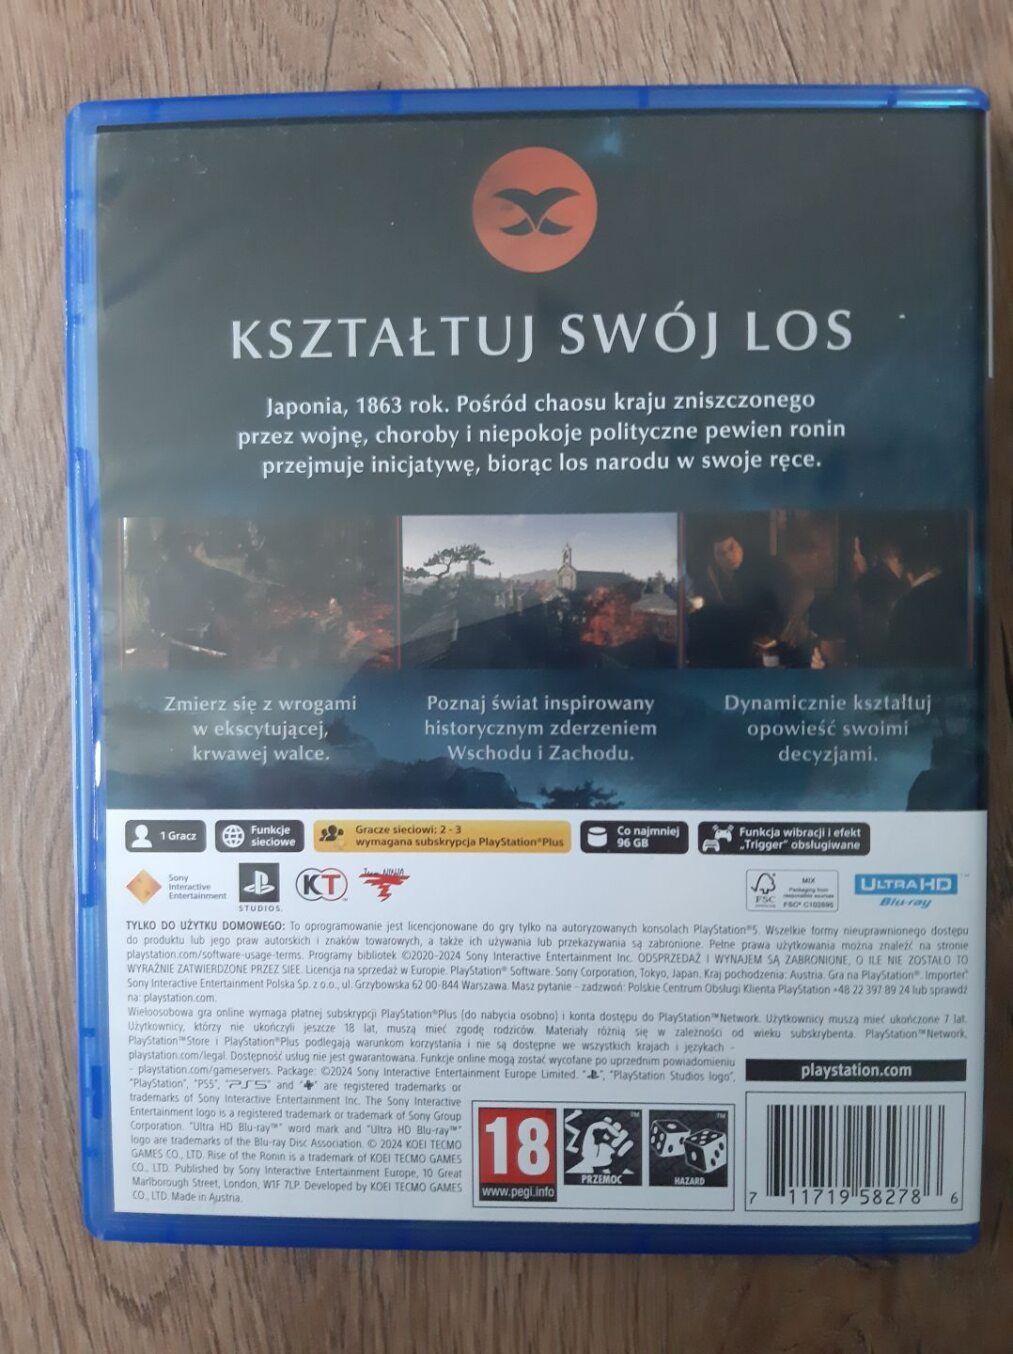 KSZTAŁTUJ SWÓJ LOS
Japonia, 1863 rok. Pośród chaosu kraju zniszczonego
przez wojnę, choroby i niepokoje polityczne pewien ronin
przejmuje inicjatywę, biorąc los narodu w swoje ręce.
Zmierz się z wrogami
w ekscytującej,
krwawej walce.
Poznaj świat inspirowany
historycznym zderzeniem
Wschodu i Zachodu.
Dynamicznie kształtuj
opowieść swoimi
decyzjami.
1 Gracz
Funkcje
sieciowe
Gracze sieciowi: 2 - 3
wymagana subskrypcja PlayStation®Plus
Co najmniej
96 GB
Funkcja wibracji i efekt
„Trigger" obsługiwane
Sony
Interactive
Entertainment
STUDIOS.
KT
TEAM NINJA
FSC
MIX
Packaging from
responsible sources
FSC® C102695
ULTRA HD
Blu-ray
TYLKO DO UŻYTKU DOMOWEGO: To oprogramowanie jest licencjonowane do gry tylko na autoryzowanych konsolach PlayStation®5. Wszelkie formy nieuprawnionego dostępu
do produktu lub jego praw autorskich i znaków towarowych, a także ich używania lub przekazywania są zabronione. Pełne prawa użytkowania można znaleźć na stronie
playstation.com/software-usage-terms. Programy bibliotek ©2020-2024 Sony Interactive Entertainment Inc. ODSPRZEDAŻ I WYNAJEM SĄ ZABRONIONE, O ILE NIE ZOSTAŁO TO
WYRAŹNIE ZATWIERDZONE PRZEZ SIEE. Licencja na sprzedaż w Europie. PlayStation® Software. Sony Corporation, Tokyo, Japan. Kraj pochodzenia: Austria. Gra na PlayStation®. Importer
Sony Interactive Entertainment Polska Sp. z o.o., ul. Grzybowska 62 00-844 Warszawa. Masz pytanie - zadzwoń: Polskie Centrum Obsługi Klienta PlayStation +48 22 397 89 24 lub sprawdź
na: playstation.com.
Wieloosobowa gra online wymaga płatnej subskrypcji PlayStation®Plus (do nabycia osobno) i konta dostępu do PlayStation™Network. Użytkownicy muszą mieć ukończone 7 lat.
Użytkownicy, którzy nie ukończyli jeszcze 18 lat, muszą mieć zgodę rodziców. Materiały różnią się w zależności od wieku subskrybenta. PlayStation™Network,
PlayStation™Store i PlayStation®Plus podlegają warunkom korzystania i nie są dostępne we wszystkich krajach i językach -
playstation.com/legal. Dostępność usług nie jest gwarantowana. Funkcje online mogą zostać wycofane po uprzednim powiadomieniu
- playstation.com/gameservers. Package: ©2024 Sony Interactive Entertainment Europe Limited. "PS", "PlayStation Studios logo",
"PlayStation", "PS5", "PS5" and "+" are registered trademarks or
trademarks of Sony Interactive Entertainment Inc. The Sony Interactive
Entertainment logo is a registered trademark or trademark of Sony Group
Corporation. "Ultra HD Blu-ray™" word mark and "Ultra HD Blu-ray™"
logo are trademarks of the Blu-ray Disc Association. © 2024 KOEI TECMO
GAMES CO., LTD. Rise of the Ronin is a trademark of KOEI TECMO GAMES
CO., LTD. Published by Sony Interactive Entertainment Europe, 10 Great
Marlborough Street, London, W1F 7LP. Developed by KOEI TECMO GAMES
CO., LTD. Made in Austria.
playstation.com
18
www.pegi.info
PRZEMOC
HAZARD
7 11719 58278 6